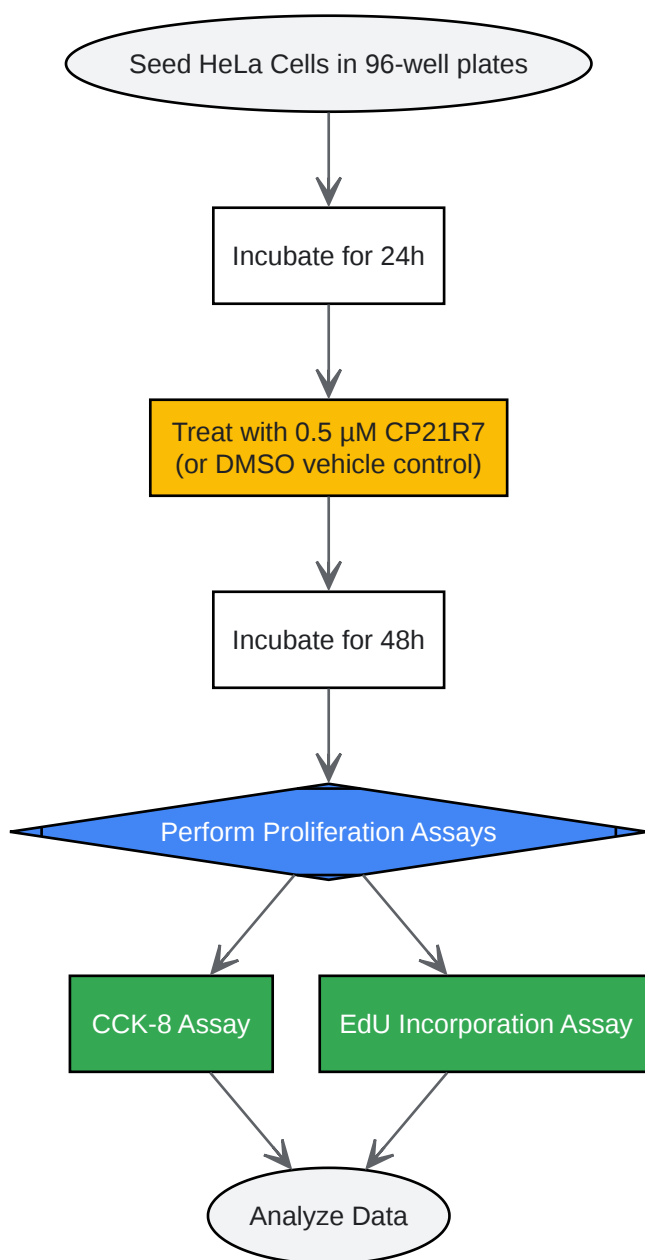 Seed HeLa Cells in 96-well plates
Incubate for 24h
Treat with 0.5 µM CP21R7
(or DMSO vehicle control)
Incubate for 48h
Perform Proliferation Assays
CCK-8 Assay
EdU Incorporation Assay
Analyze Data